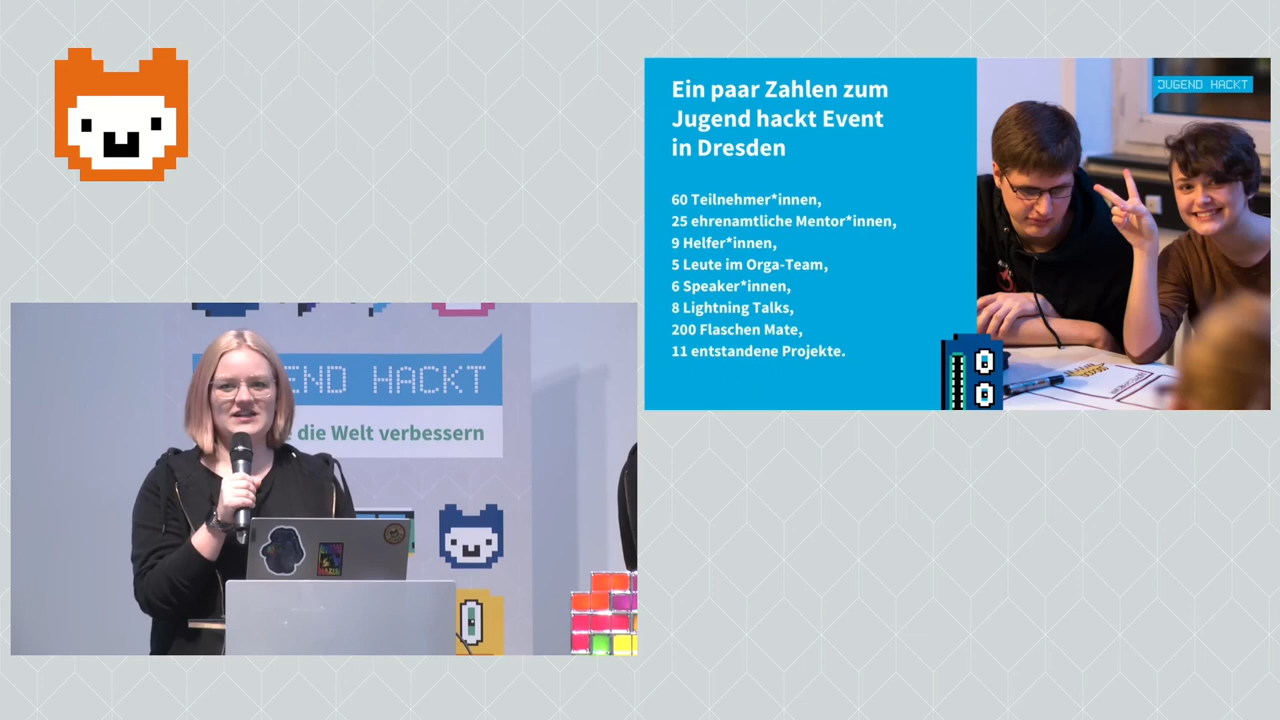 Ein paar Zahlen zum
Jugend hackt Event
in Dresden
60 Teilnehmer*innen,
25 ehrenamtliche Mentor*innen,
9 Helfer*innen,
5 Leute im Orga-Team,
6 Speaker*innen,
8 Lightning Talks,
200 Flaschen Mate,
11 entstandene Projekte.
JUGEND HACKT
END HACKT
die Welt verbessern
NAZIS